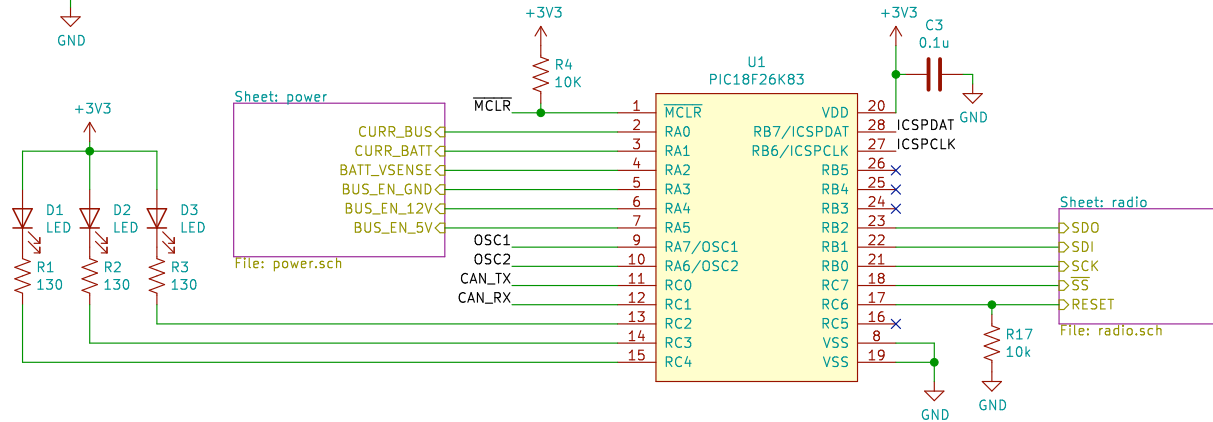 GND
+3V3
+3V3
C3
0.1u
R4
10K
U1
PIC18F26K83
GND
Sheet: power
CURR_BUS
CURR_BATT
BATT_VSENSE
BUS_EN_GND
BUS_EN_12V
BUS_EN_5V
File: power.sch
+3V3
D1
LED
D2
LED
D3
LED
R1
130
R2
130
R3
130
MCLR
OSC1
OSC2
CAN_TX
CAN_RX
1 MCLR
2 RA0
3 RA1
4 RA2
5 RA3
6 RA4
7 RA5
9 RA7/OSC1
10 RA6/OSC2
11 RC0
12 RC1
13 RC2
14 RC3
15 RC4
VDD 20
RB7/ICSPDAT 28 ICSPDAT
RB6/ICSPCLK 27 ICSPCLK
RB5 26
RB4 25
RB3 24
RB2 23
RB1 22
RB0 21
RC7 18
RC6 17
RC5 16
VSS 8
VSS 19
Sheet: radio
SDO
SDI
SCK
SS
RESET
File: radio.sch
R17
10k
GND
GND